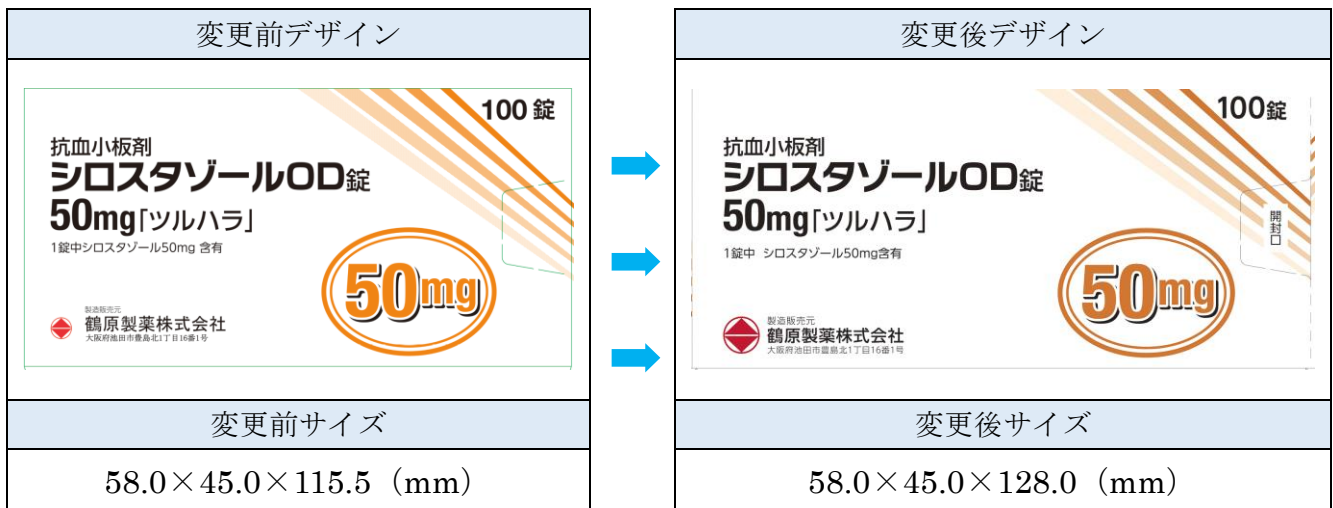 変更前デザイン
100 錠
抗血小板剤
シロスタゾールOD錠
50mg「ツルハラ」
1錠中シロスタゾール50mg 含有
50mg
製造販売元
鶴原製薬株式会社
大阪府池田市豊島北1丁目16番1号
変更前サイズ
58.0×45.0×115.5（mm）
変更後デザイン
100錠
抗血小板剤
シロスタゾールOD錠
50mg「ツルハラ」
開封口
1錠中 シロスタゾール50mg含有
50mg
製造販売元
鶴原製薬株式会社
大阪府池田市豊島北1丁目16番1号
変更後サイズ
58.0×45.0×128.0（mm）